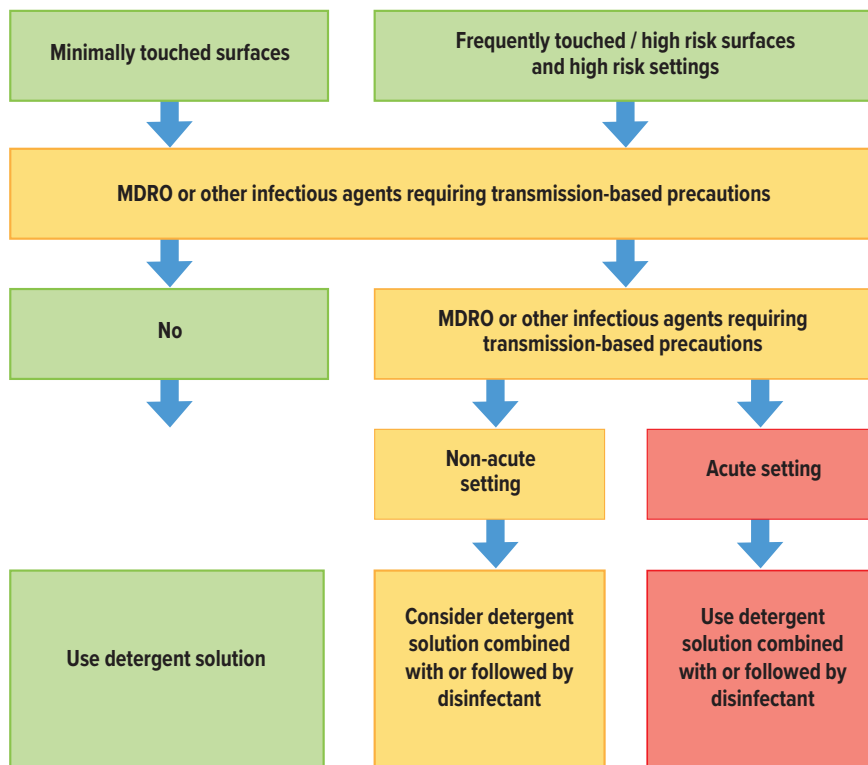 Minimally touched surfaces
Frequently touched / high risk surfaces
and high risk settings
MDRO or other infectious agents requiring transmission-based precautions
No
MDRO or other infectious agents requiring
transmission-based precautions
Non-acute
setting
Acute setting
Use detergent solution
Consider detergent
solution combined
with or followed by
disinfectant
Use detergent
solution combined
with or followed by
disinfectant